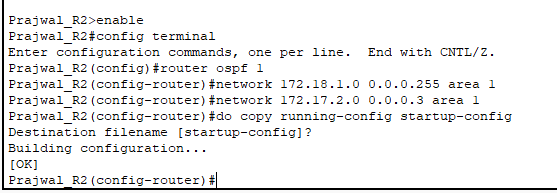 Prajwal_R2>enable
Prajwal_R2#config terminal
Enter configuration commands, one per line.  End with CNTL/Z.
Prajwal_R2(config)#router ospf 1
Prajwal_R2(config-router)#network 172.18.1.0 0.0.0.255 area 1
Prajwal_R2(config-router)#network 172.17.2.0 0.0.0.3 area 1
Prajwal_R2(config-router)#do copy running-config startup-config
Destination filename [startup-config]?
Building configuration...
[OK]
Prajwal_R2(config-router)#